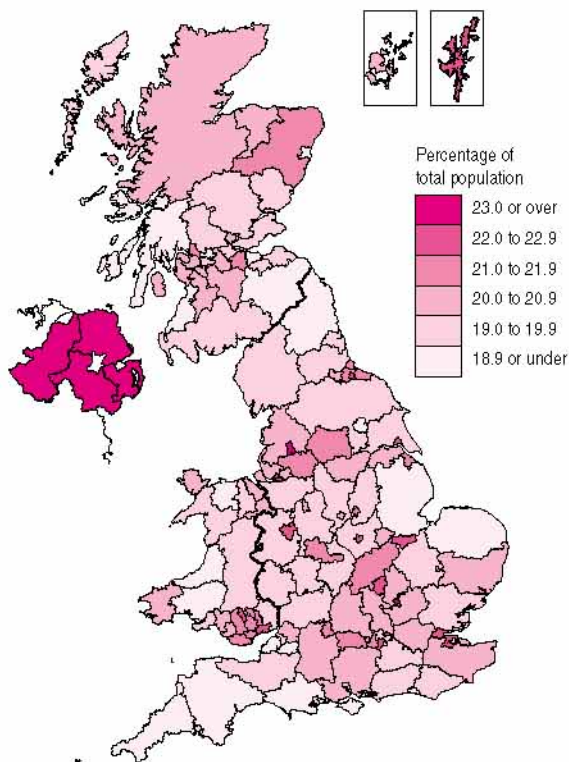 Percentage of
total population
23.0 or over
22.0 to 22.9
21.0 to 21.9
20.0 to 20.9
19.0 to 19.9
18.9 or under